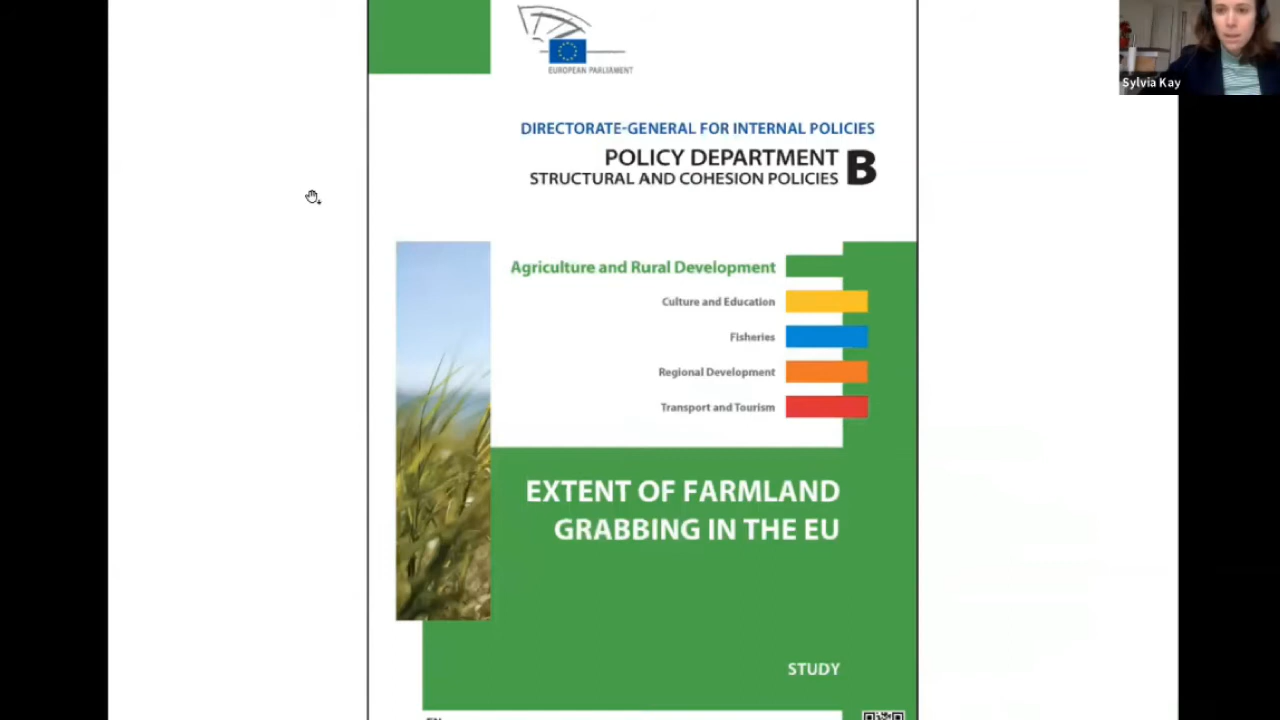 Sylvia Kay
EUROPEAN PARLIAMENT
DIRECTORATE-GENERAL FOR INTERNAL POLICIES
POLICY DEPARTMENT
STRUCTURAL AND COHESION POLICIES
B
Agriculture and Rural Development
Culture and Education
Fisheries
Regional Development
Transport and Tourism
EXTENT OF FARMLAND
GRABBING IN THE EU
STUDY